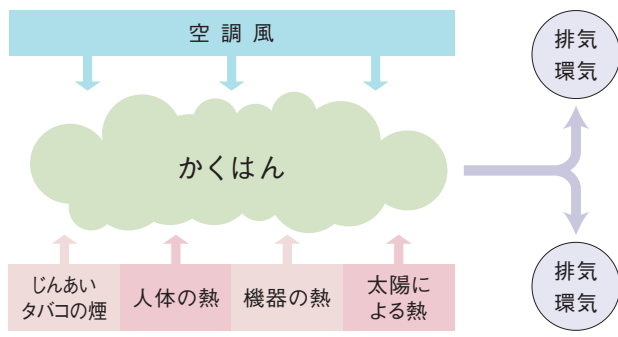 空調風
排気
環気
かくはん
じんあい
タバコの煙
人体の熱
機器の熱
太陽に
よる熱
排気
環気